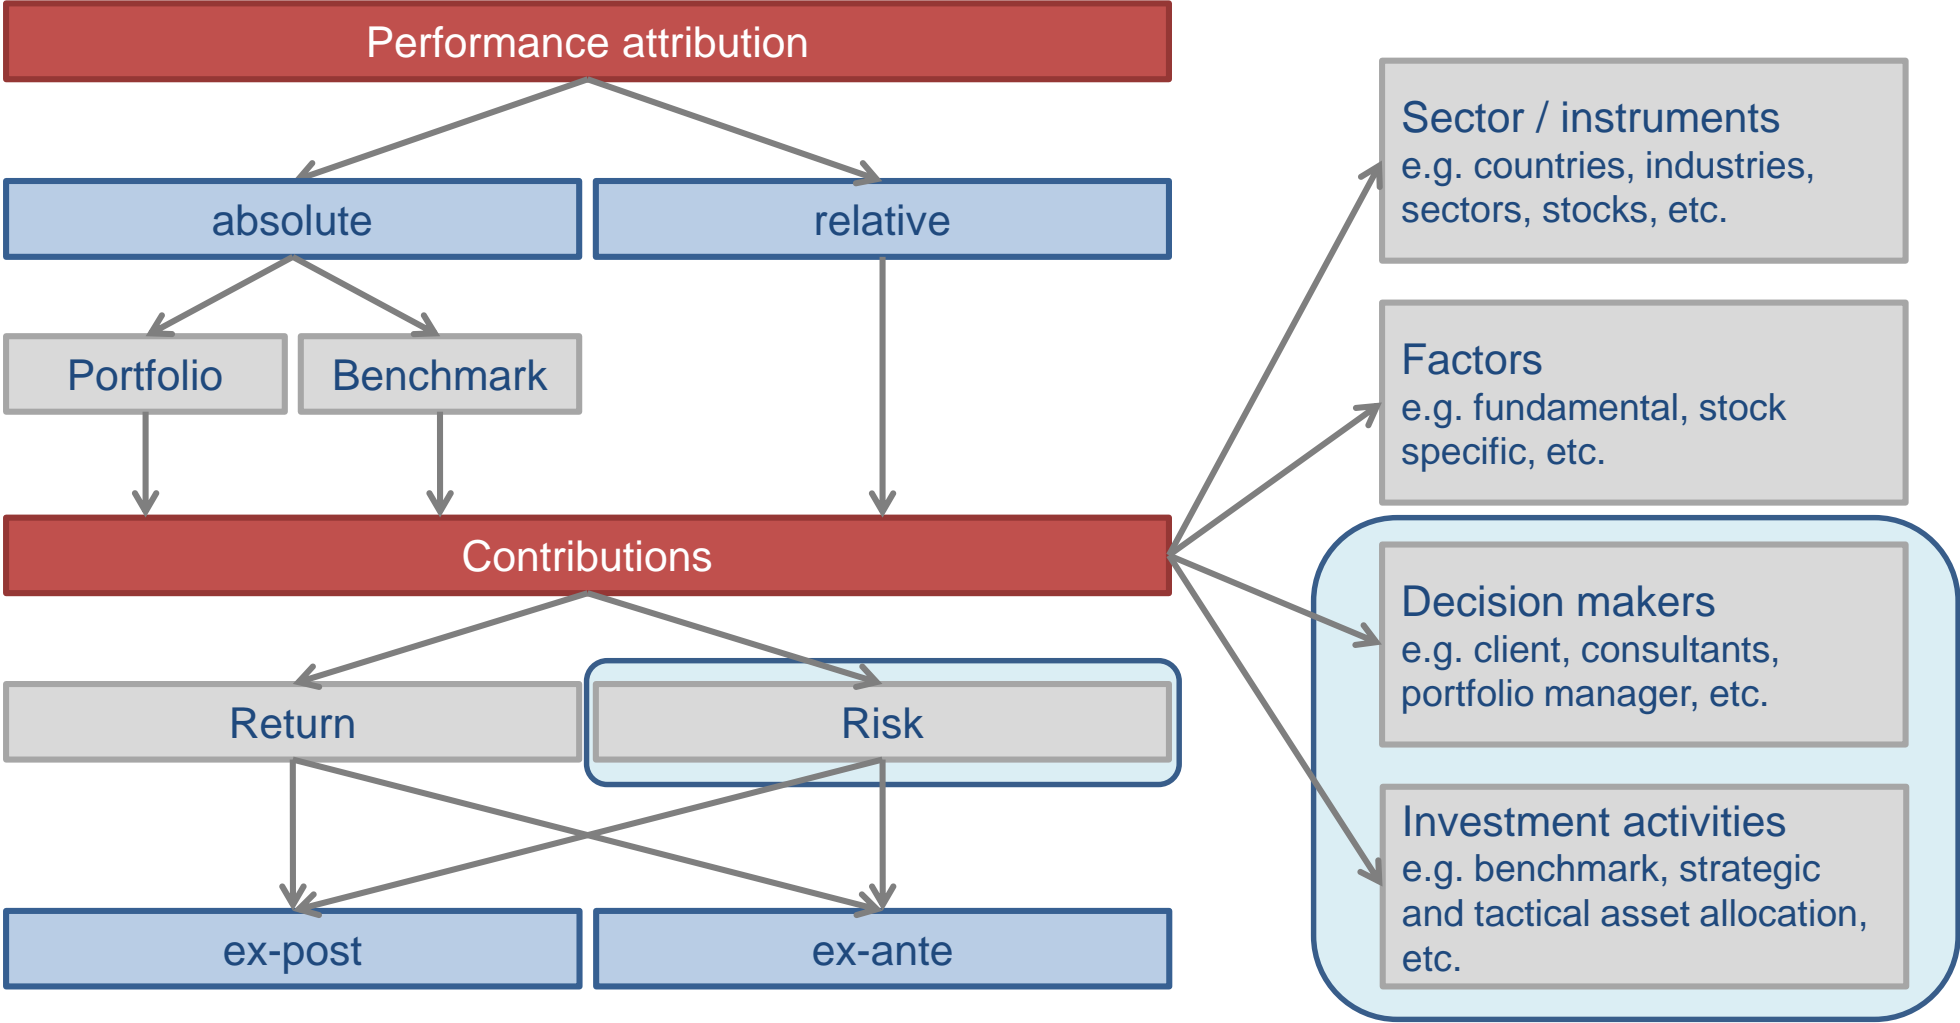 Performance attribution
absolute
relative
Portfolio
Benchmark
Contributions
Return
Risk
ex-post
ex-ante
Sector / instruments
e.g. countries, industries,
sectors, stocks, etc.
Factors
e.g. fundamental, stock
specific, etc.
Decision makers
e.g. client, consultants,
portfolio manager, etc.
Investment activities
e.g. benchmark, strategic
and tactical asset allocation,
etc.